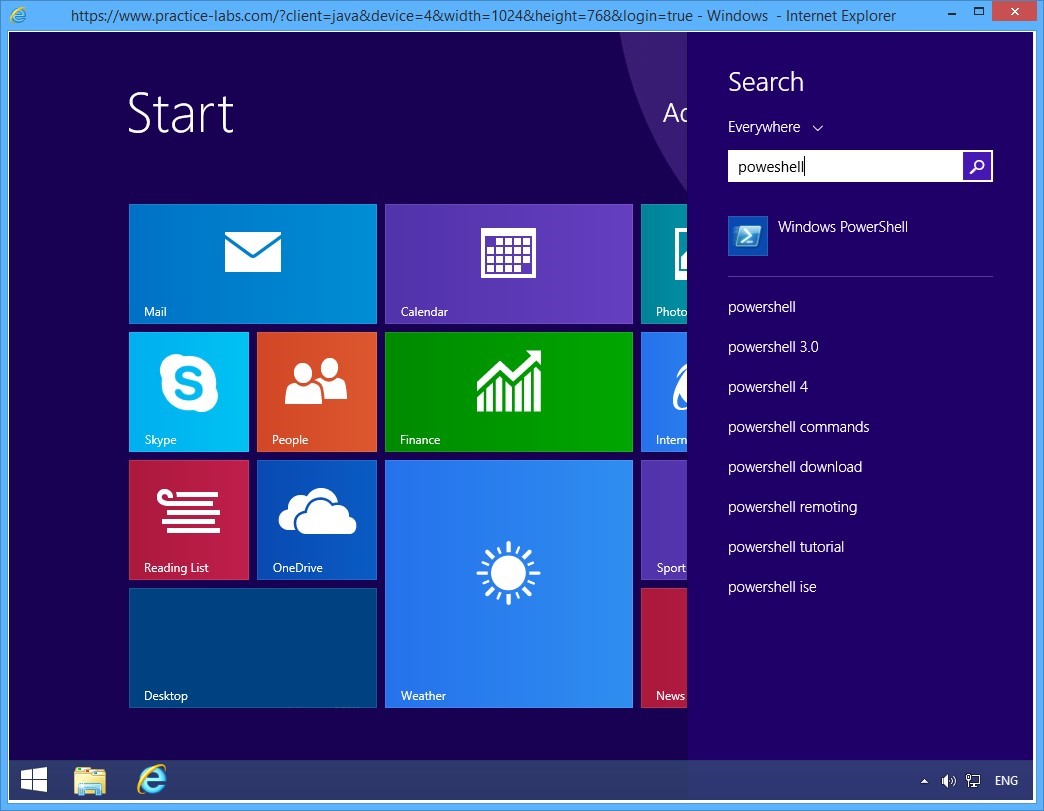 https://www.practice-labs.com/?client=java&device=4&width=1024&height=768&login=true - Windows - Internet Explorer
Start
Search
Everywhere
poweshell
Windows PowerShell
powershell
powershell 3.0
powershell 4
powershell commands
powershell download
powershell remoting
powershell tutorial
powershell ise
Mail
Calendar
Photo
Skype
People
Finance
Intern
Reading List
OneDrive
Sport
Desktop
Weather
News
ENG